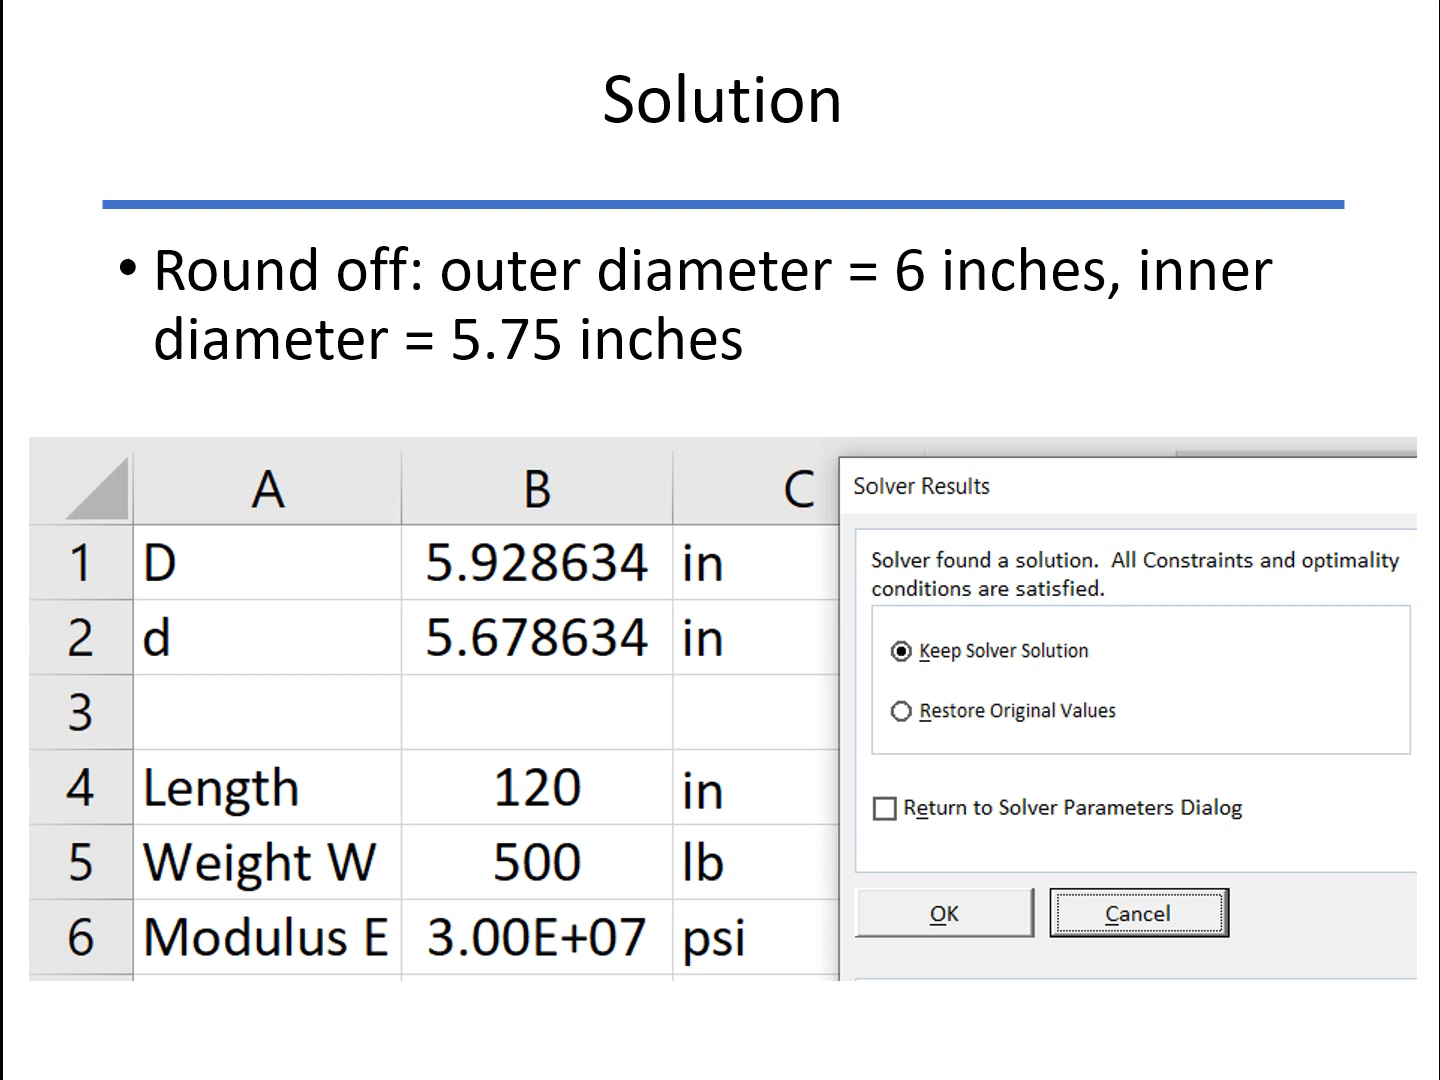 Solution
• Round off: outer diameter = 6 inches, inner
diameter = 5.75 inches
A B C
1 D 5.928634 in
2 d 5.678634 in
3
4 Length 120 in
5 Weight W 500 lb
6 Modulus E 3.00E+07 psi
Solver Results
Solver found a solution. All Constraints and optimality
conditions are satisfied.
Keep Solver Solution
Restore Original Values
Return to Solver Parameters Dialog
OK Cancel